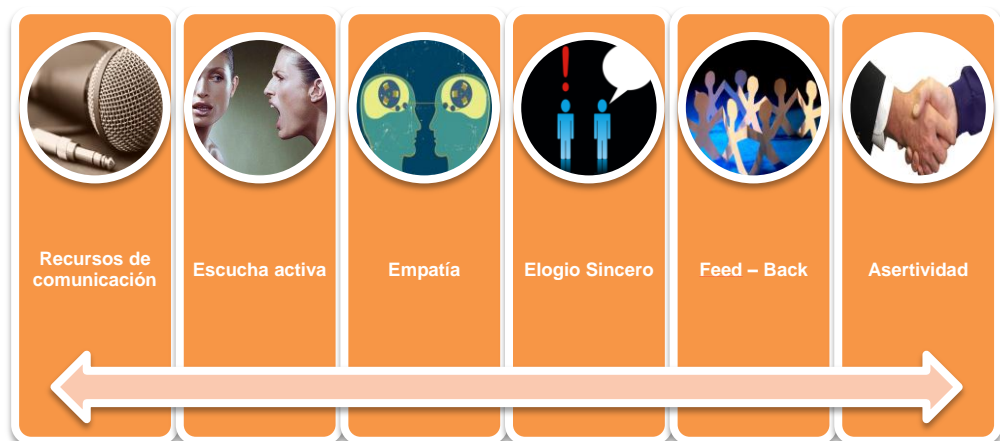 Recursos de
comunicación
Escucha activa
Empatía
Elogio Sincero
Feed – Back
Asertividad